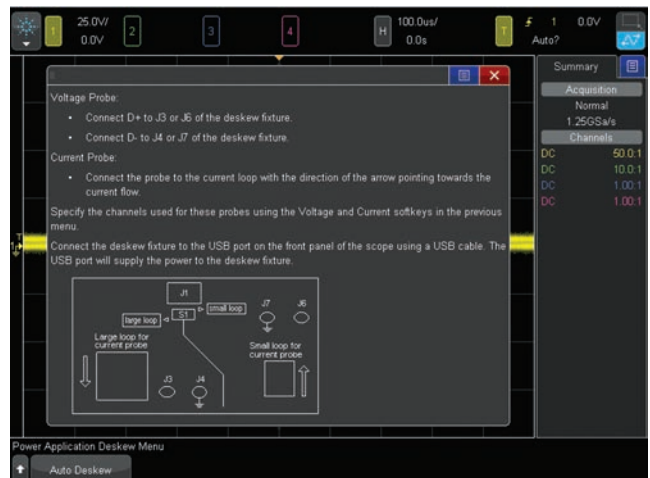 1 25.0V/ 0.0V 2 3 4 H 100.0us/ 0.0s T 1 0.0V Auto?
Summary
Acquisition
Normal
1.25GSa/s
Channels
DC 50.0:1
DC 10.0:1
DC 1.00:1
DC 1.00:1
Voltage Probe:
• Connect D+ to J3 or J6 of the deskew fixture.
• Connect D- to J4 or J7 of the deskew fixture.
Current Probe:
• Connect the probe to the current loop with the direction of the arrow pointing towards the
current flow.
Specify the channels used for these probes using the Voltage and Current softkeys in the previous
menu.
Connect the deskew fixture to the USB port on the front panel of the scope using a USB cable. The
USB port will supply the power to the deskew fixture.
J1
small loop
large loop
S1
J7
J6
Large loop for
current probe
Small loop for
current probe
J3
J4
T
1
Power Application Deskew Menu
Auto Deskew